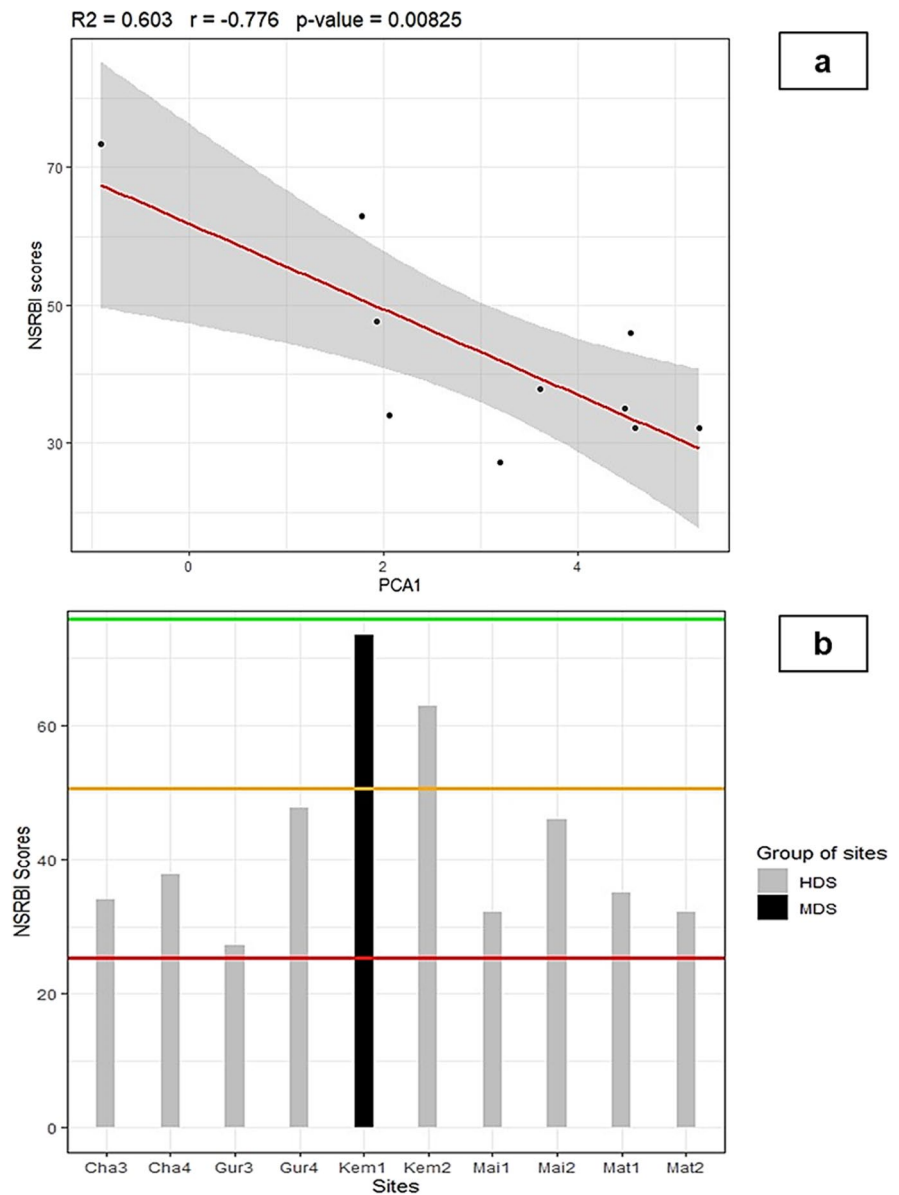 R2 = 0.603 r = -0.776 p-value = 0.00825
a
70
50
30
NSRBI scores
0 2 4
PCA1
b
60
40
20
0
NSRBI Scores
Group of sites
HDS
MDS
Cha3 Cha4 Gur3 Gur4 Kem1 Kem2 Mai1 Mai2 Mat1 Mat2
Sites